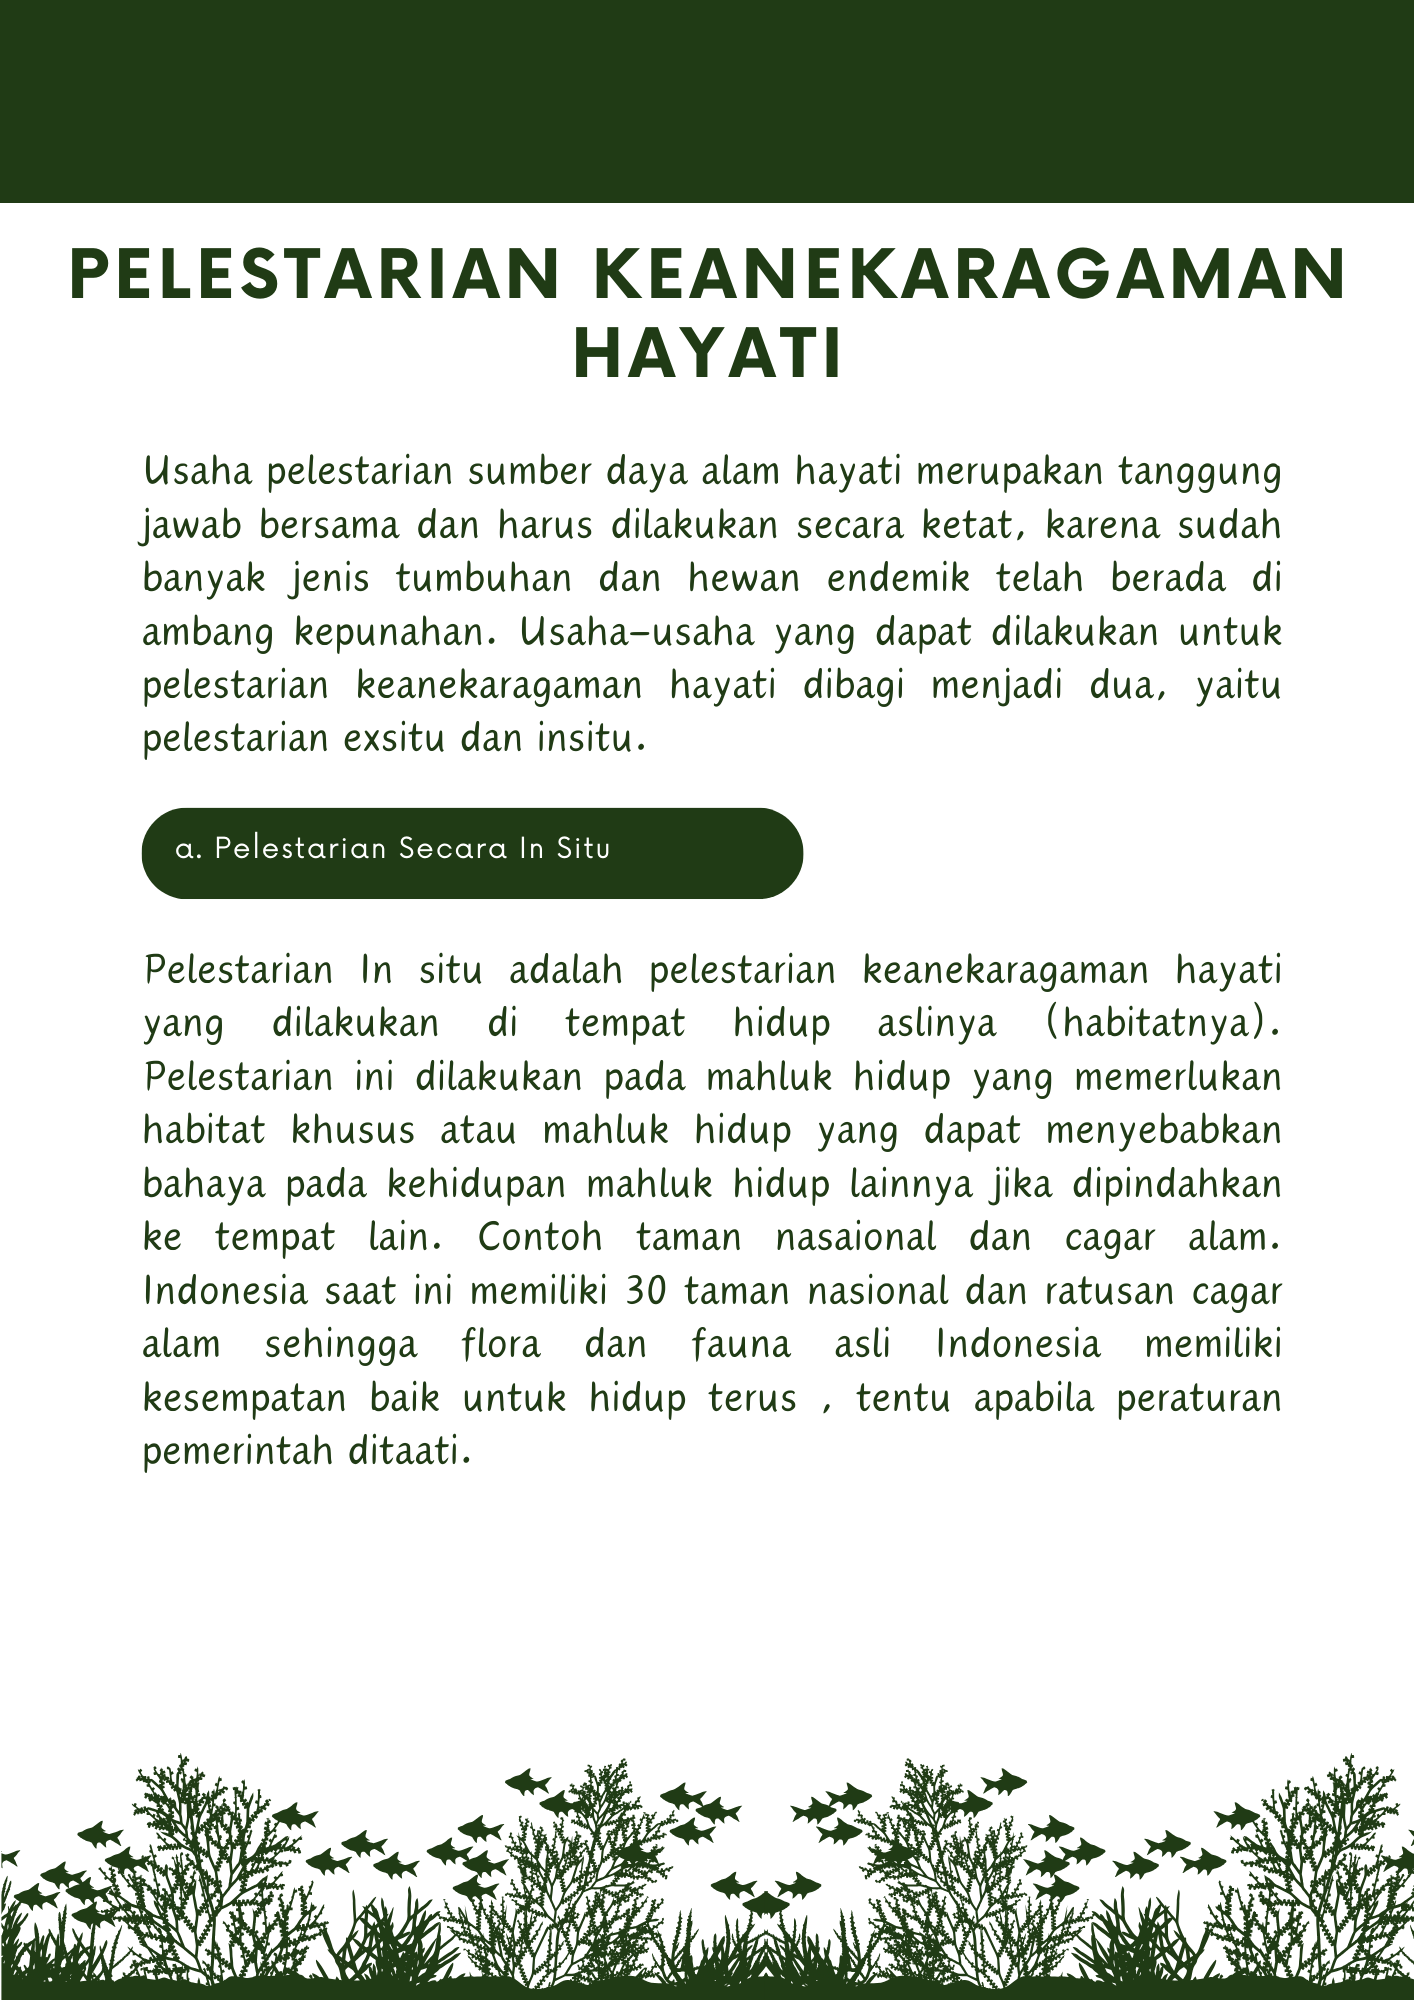 PELESTARIAN KEANEKARAGAMAN
HAYATI
Usaha pelestarian sumber daya alam hayati merupakan tanggung
jawab bersama dan harus dilakukan secara ketat, karena sudah
banyak jenis tumbuhan dan hewan endemik telah berada di
ambang kepunahan. Usaha-usaha yang dapat dilakukan untuk
pelestarian keanekaragaman hayati dibagi menjadi dua, yaitu
pelestarian exsitu dan insitu.
a. Pelestarian Secara In Situ
Pelestarian In situ adalah pelestarian keanekaragaman hayati
yang dilakukan di tempat hidup aslinya (habitatnya).
Pelestarian ini dilakukan pada mahluk hidup yang memerlukan
habitat khusus atau mahluk hidup yang dapat menyebabkan
bahaya pada kehidupan mahluk hidup lainnya jika dipindahkan
ke tempat lain. Contoh taman nasaional dan cagar alam.
Indonesia saat ini memiliki 30 taman nasional dan ratusan cagar
alam sehingga flora dan fauna asli Indonesia memiliki
kesempatan baik untuk hidup terus , tentu apabila peraturan
pemerintah ditaati.